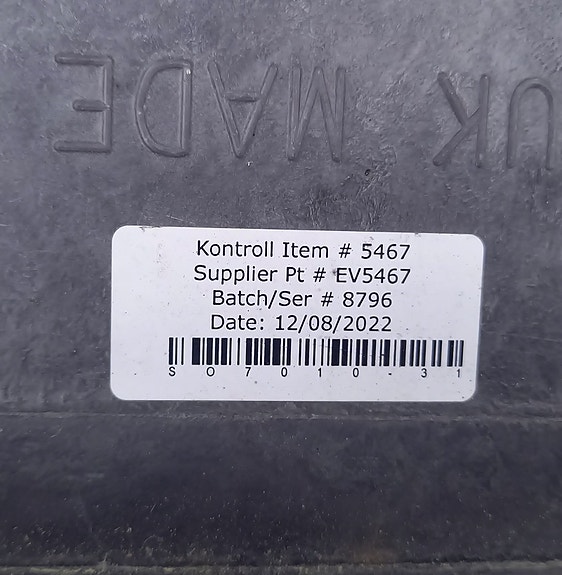 UK MADE
Kontroll Item # 5467
Supplier Pt # EV5467
Batch/Ser # 8796
Date: 12/08/2022
SO7010-31